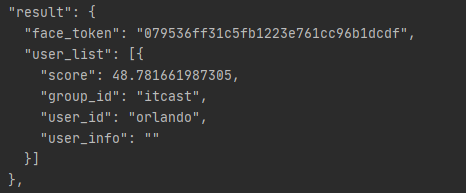 "result": {
"face_token": "079536ff31c5fb1223e761cc96b1dcdf",
"user_list": [{
"score": 48.781661987305,
"group_id": "itcast",
"user_id": "orlando",
"user_info": ""
}]
},